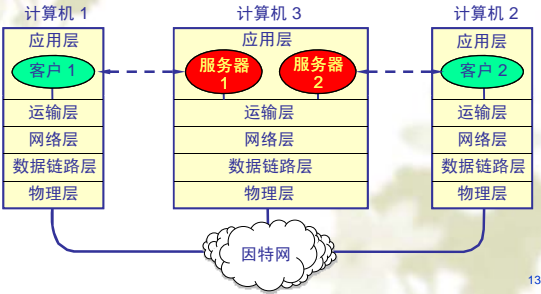 计算机 1
计算机 3
计算机 2
应用层
应用层
应用层
客户 1
服务器
1
服务器
2
客户 2
运输层
运输层
运输层
网络层
网络层
网络层
数据链路层
数据链路层
数据链路层
物理层
物理层
物理层
因特网
13